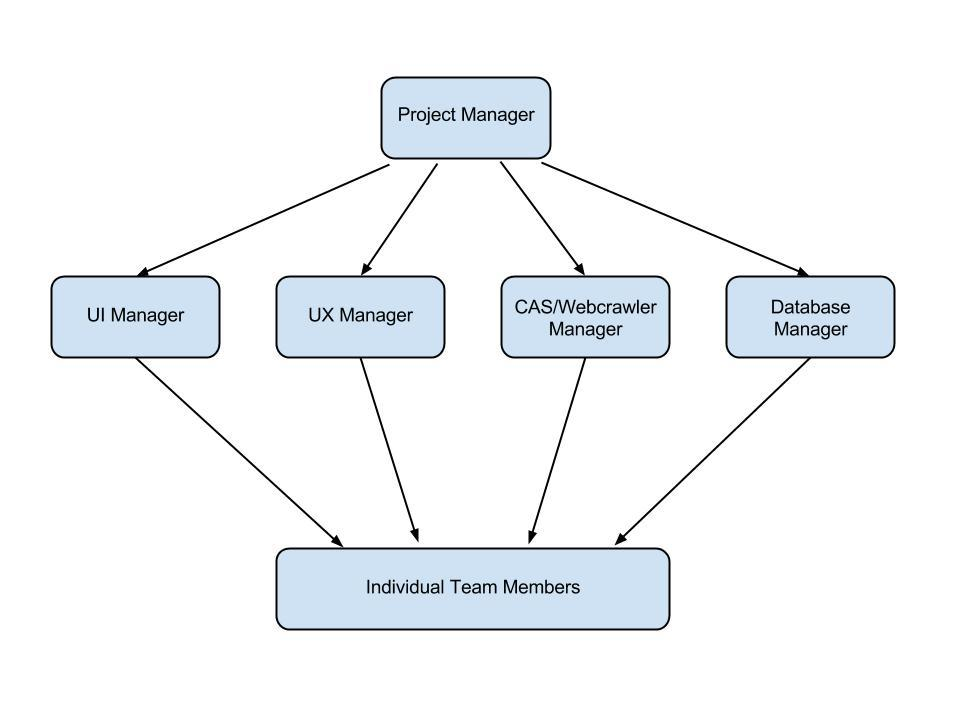 Project Manager
UI Manager
UX Manager
CAS/Webcrawler
Manager
Database
Manager
Individual Team Members